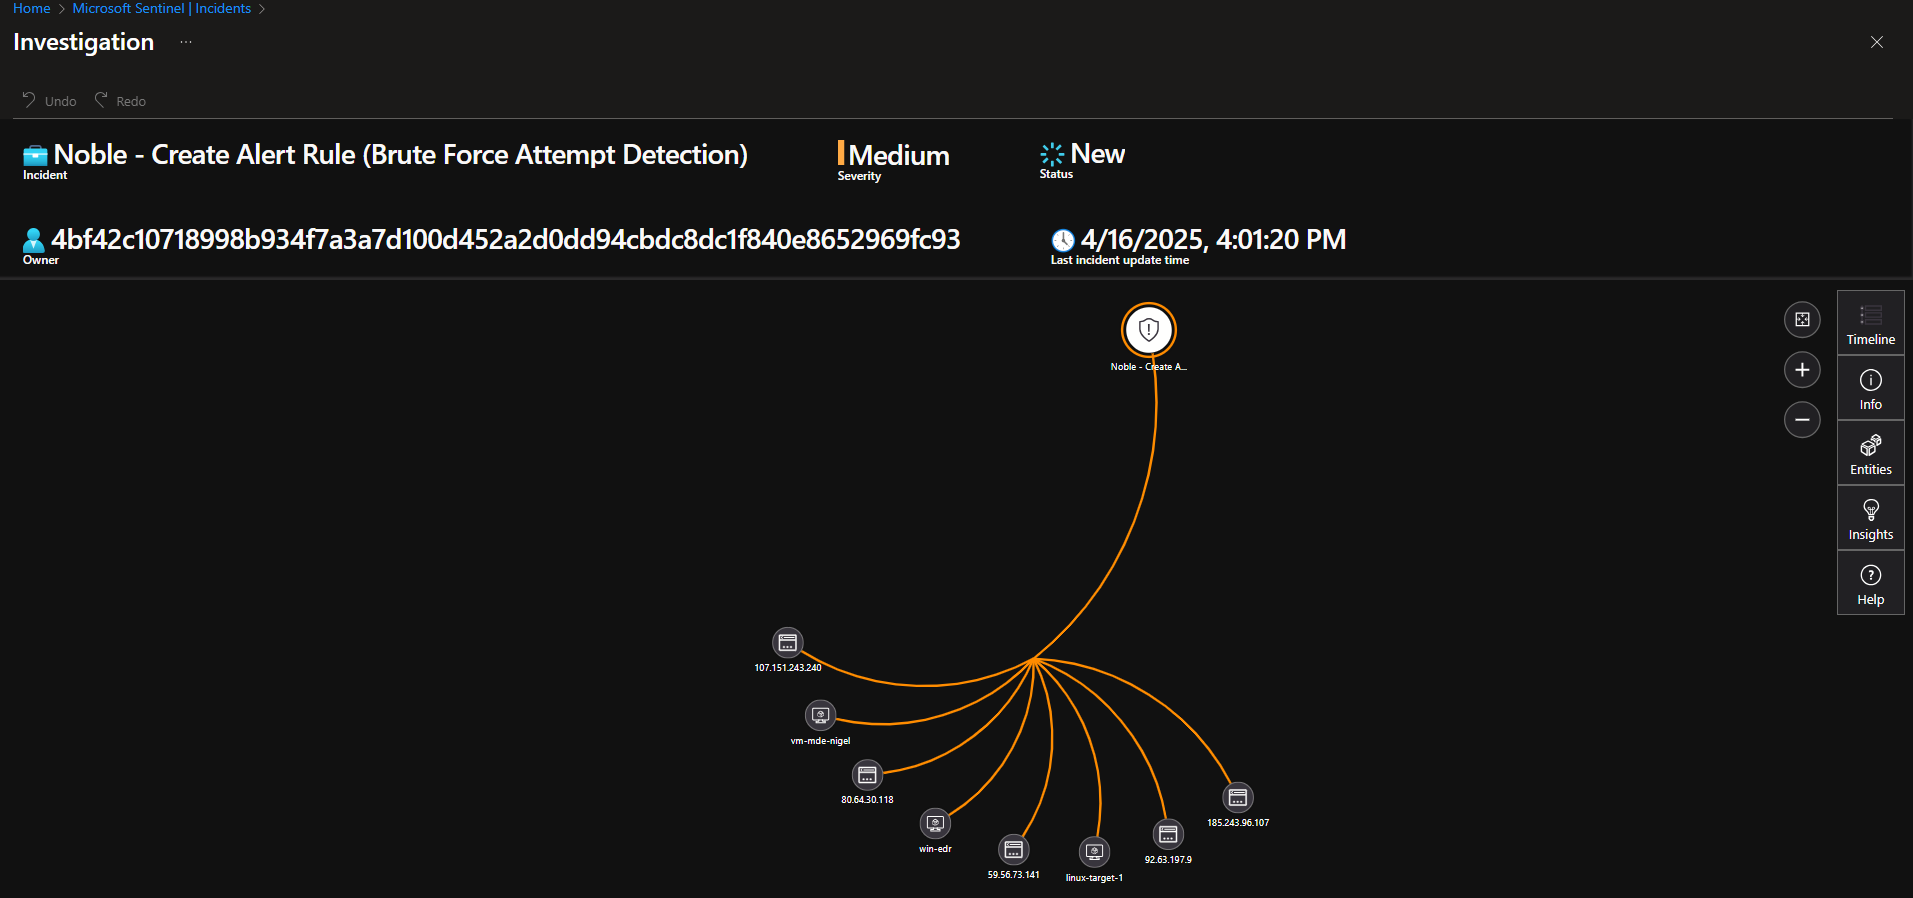 Home > Microsoft Sentinel | Incidents >
Investigation ...
Undo Redo
Noble - Create Alert Rule (Brute Force Attempt Detection)
Incident
Medium
Severity
New
Status
4bf42c10718998b934f7a3a7d100d452a2d0dd94cbdc8dc1f840e8652969fc93
Owner
4/16/2025, 4:01:20 PM
Last incident update time
Noble - Create A...
Timeline
Info
Entities
Insights
Help
107.151.243.240
vm-mde-nigel
80.64.30.118
win-edr
59.56.73.141
linux-target-1
92.63.197.9
185.243.96.107